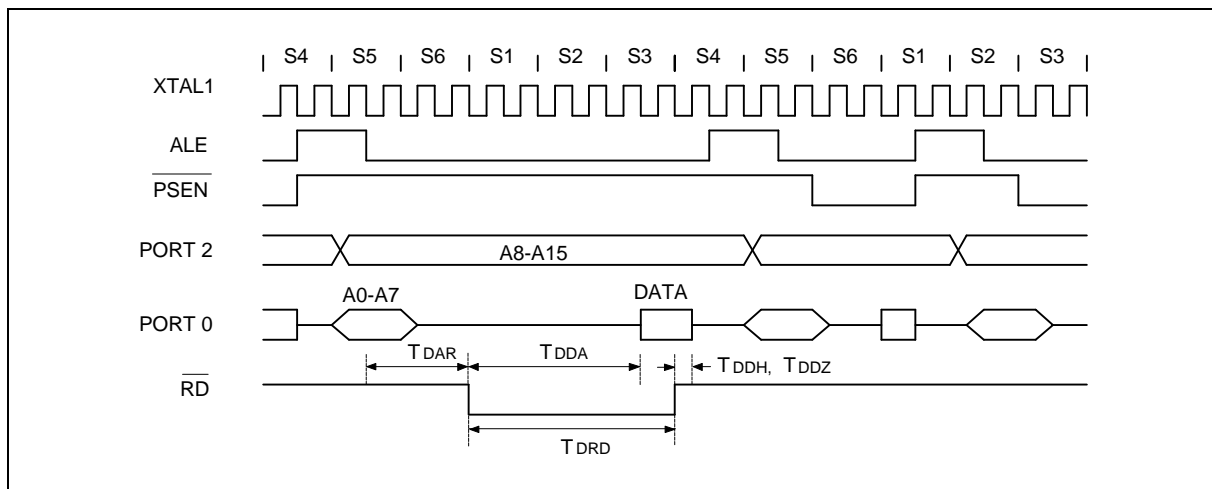 S4 S5 S6 S1 S2 S3 S4 S5 S6 S1 S2 S3
XTAL1
ALE
PSEN
PORT 2
A8-A15
A0-A7
DATA
PORT 0
TDAR
TDDA
TDDH, TDDZ
RD
TDRD